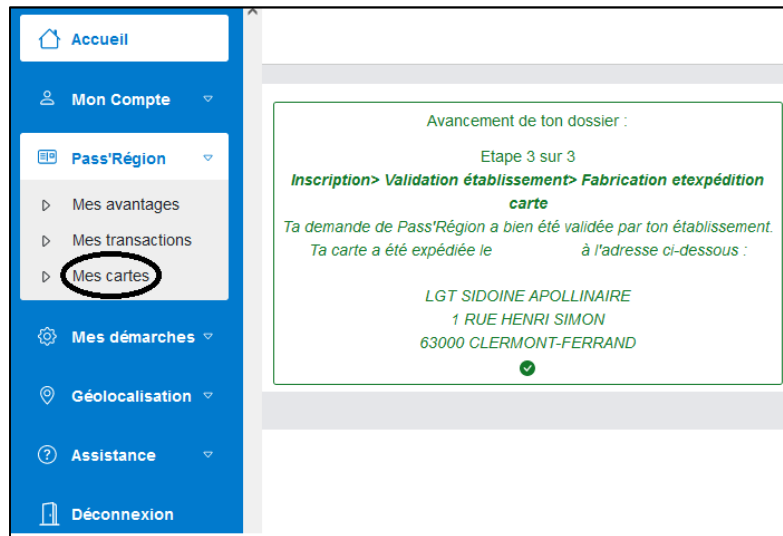 Accueil
Mon Compte
Pass'Région
Mes avantages
Mes transactions
Mes cartes
Mes démarches
Géolocalisation
Assistance
Déconnexion
Avancement de ton dossier :
Etape 3 sur 3
Inscription> Validation établissement> Fabrication etexpédition
carte
Ta demande de Pass'Région a bien été validée par ton établissement.
Ta carte a été expédiée le à l'adresse ci-dessous :
LGT SIDOINE APOLLINAIRE
1 RUE HENRI SIMON
63000 CLERMONT-FERRAND